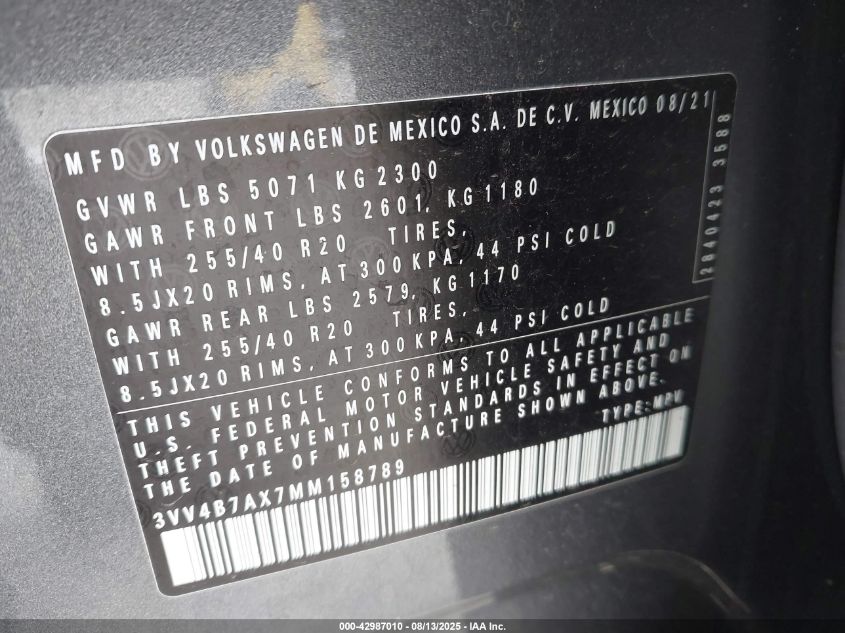 MFD BY VOLKSWAGEN DE MEXICO S.A. DE C.V. MEXICO 08/21
GVWR LBS 5071 KG 2300
GAWR FRONT LBS 2601, KG 1180
WITH 255/40 R20 TIRES,
8.5JX20 RIMS, AT 300 KPA, 44 PSI COLD
GAWR REAR LBS 2579, KG 1170
WITH 255/40 R20 TIRES,
8.5JX20 RIMS, AT 300 KPA, 44 PSI COLD
THIS VEHICLE CONFORMS TO ALL APPLICABLE
U.S. FEDERAL MOTOR VEHICLE SAFETY AND
THEFT PREVENTION STANDARDS IN EFFECT ON
THE DATE OF MANUFACTURE SHOWN ABOVE.
3VV4B7AX7MM158789 TYPE:MPV
2840423 3588
000-42987010 - 08/13/2025 - IAA Inc.